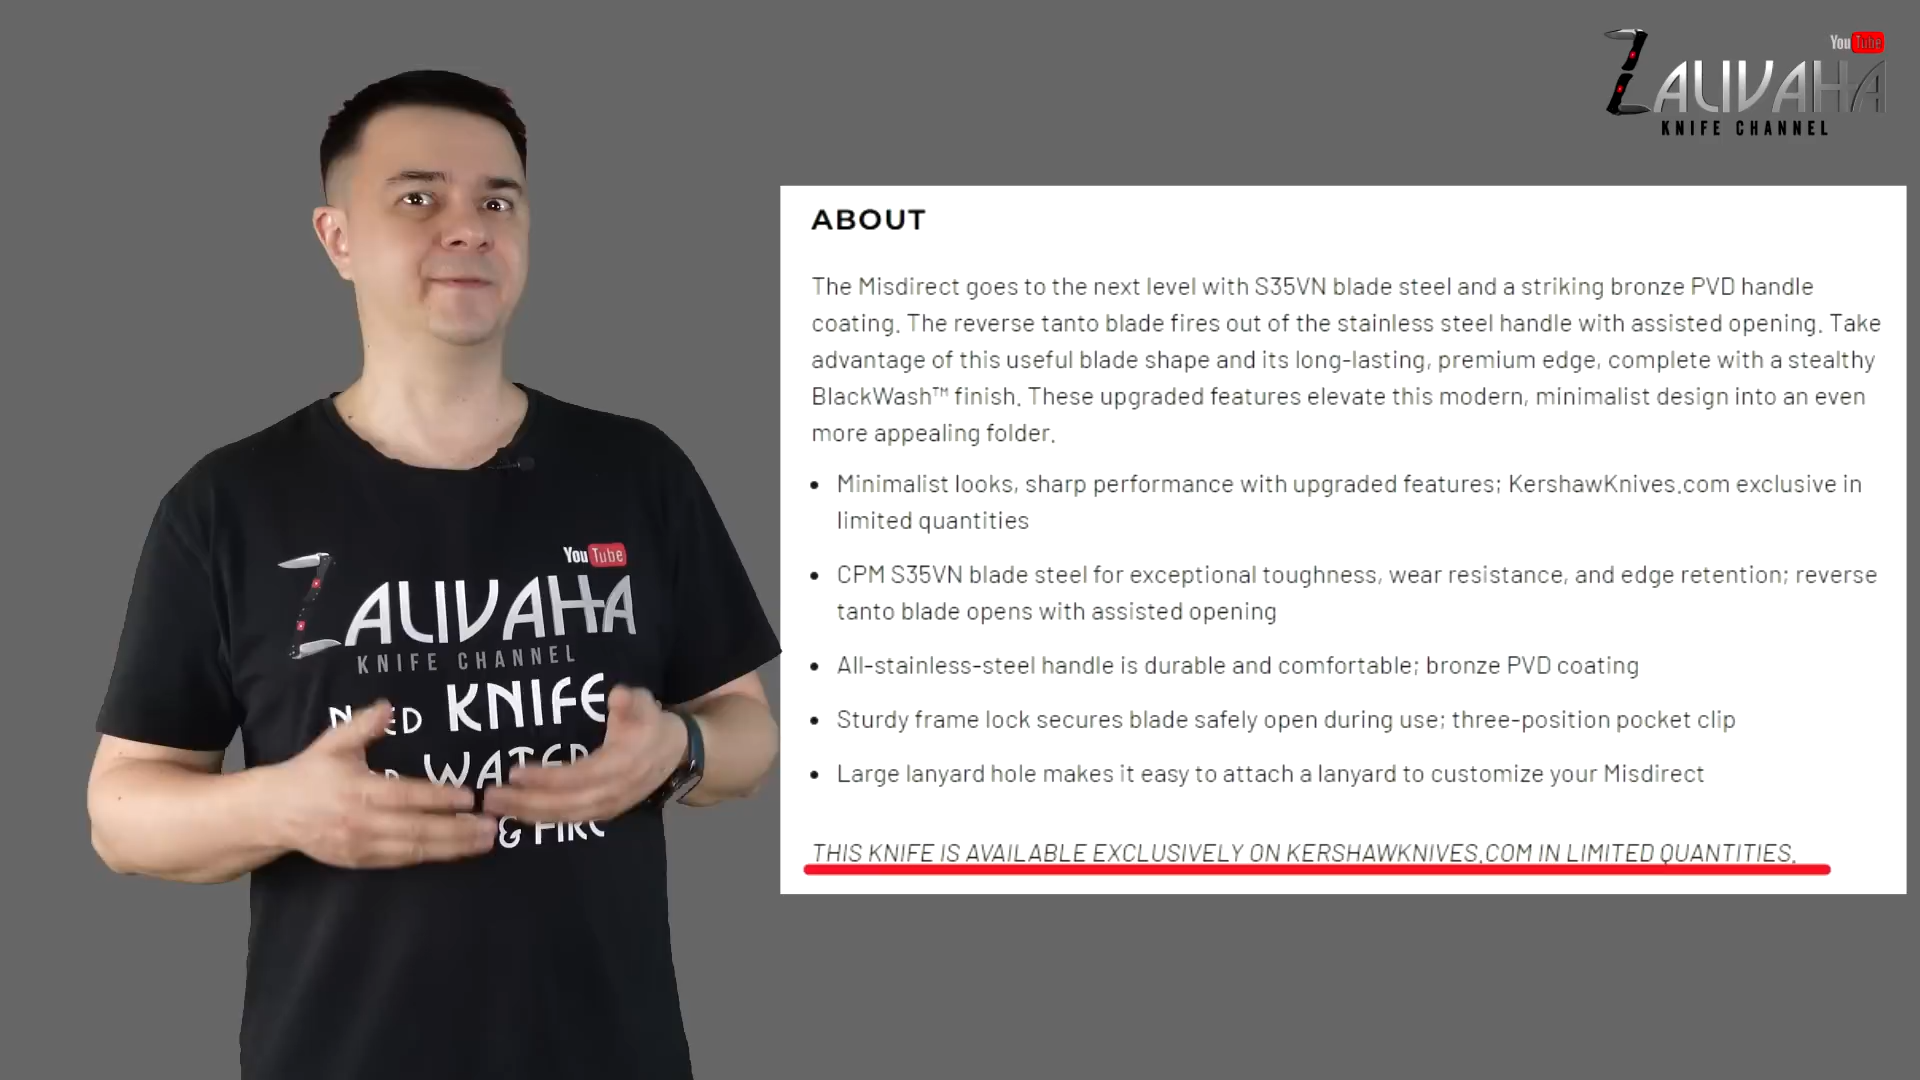 You Tube
ZALIVAHA
KNIFE CHANNEL
ABOUT
The Misdirect goes to the next level with S35VN blade steel and a striking bronze PVD handle
coating. The reverse tanto blade fires out of the stainless steel handle with assisted opening. Take
advantage of this useful blade shape and its long-lasting, premium edge, complete with a stealthy
BlackWash™ finish. These upgraded features elevate this modern, minimalist design into an even
more appealing folder.
• Minimalist looks, sharp performance with upgraded features; KershawKnives.com exclusive in
limited quantities
• CPM S35VN blade steel for exceptional toughness, wear resistance, and edge retention; reverse
tanto blade opens with assisted opening
• All-stainless-steel handle is durable and comfortable; bronze PVD coating
• Sturdy frame lock secures blade safely open during use; three-position pocket clip
• Large lanyard hole makes it easy to attach a lanyard to customize your Misdirect
THIS KNIFE IS AVAILABLE EXCLUSIVELY ON KERSHAWKNIVES.COM IN LIMITED QUANTITIES.
You Tube
ZALIVAHA
KNIFE CHANNEL
KNIFE
& FIRE